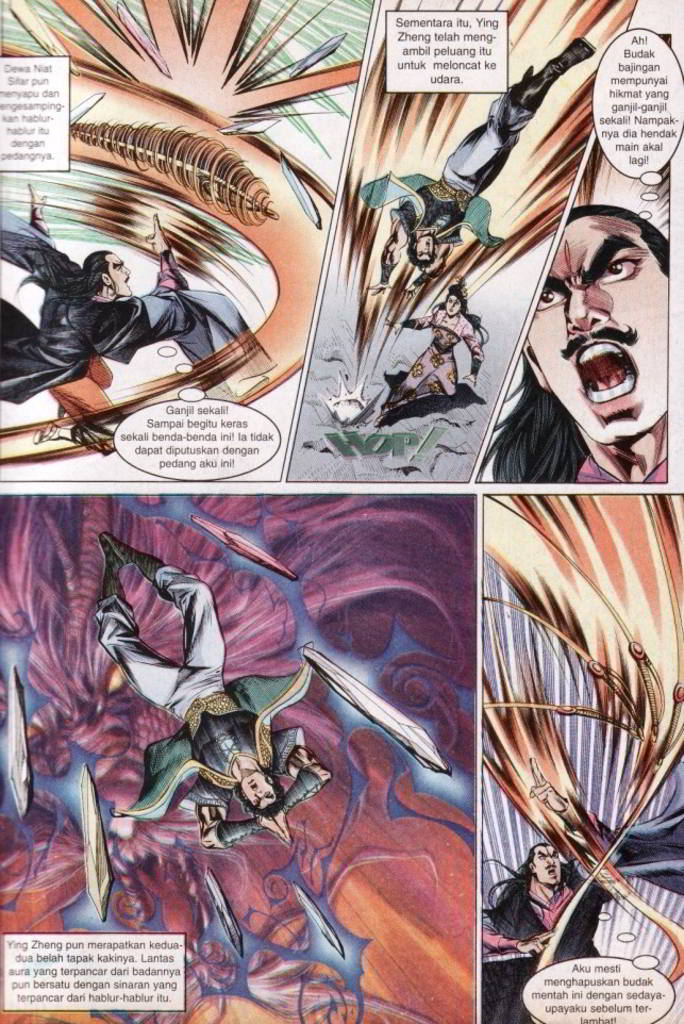 Dewa Niat
Sifar pun
menyapu dan
engesamping-
kan hablur-
hablur itu
dengan
pedangnya.
Ganjil sekali!
Sampai begitu keras
sekali benda-benda ini! Ia tidak
dapat diputuskan dengan
pedang aku ini!
Sementara itu, Ying
Zheng telah meng-
ambil peluang itu
untuk meloncat ke
udara.
WOP!
Ah!
Budak
bajingan
mempunyai
hikmat yang
ganjil-ganjil
sekali! Nampak-
nya dia hendak
main akal
lagi!
Ying Zheng pun merapatkan kedua-
dua belah tapak kakinya. Lantas
aura yang terpancar dari badannya
pun bersatu dengan sinaran yang
terpancar dari hablur-hablur itu.
Aku mesti
menghapuskan budak
mentah ini dengan sedaya-
upayaku sebelum ter-
lambat!